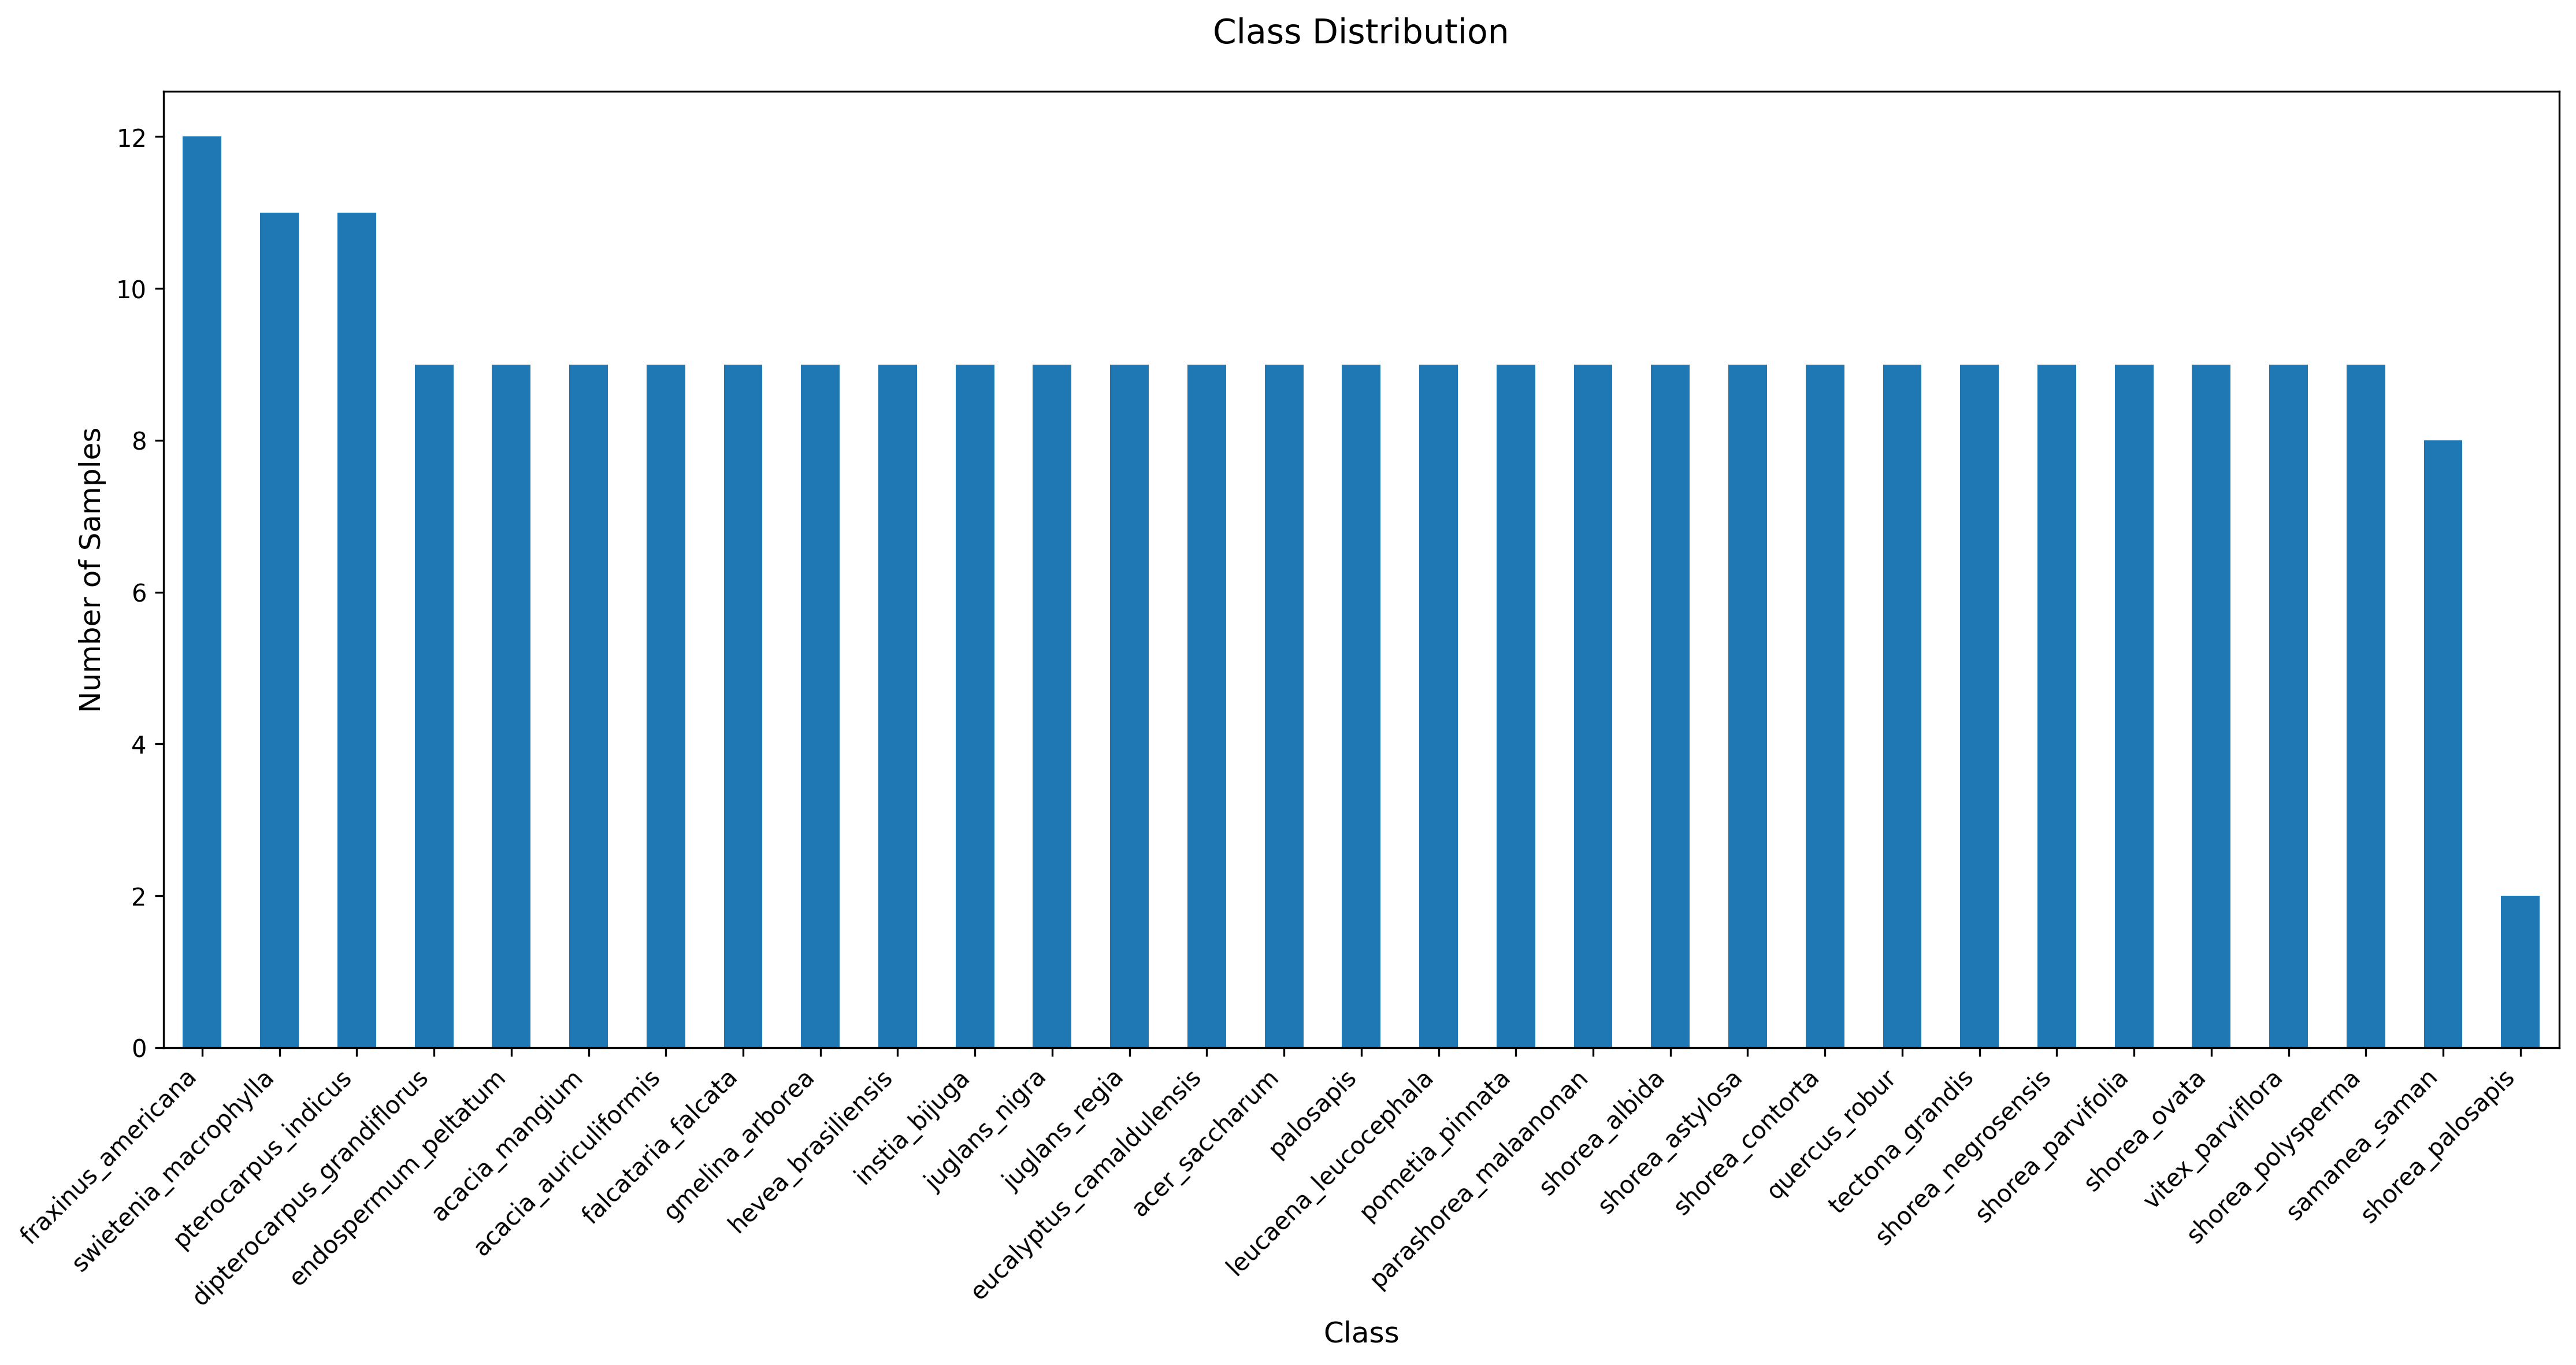 Class Distribution
Number of Samples
12
10
8
6
4
2
0
fraxinus_americana
swietenia_macrophylla
pterocarpus_indicus
dipterocarpus_grandiflorus
endospermum_peltatum
acacia_mangium
acacia_auriculiformis
falcataria_falcata
gmelina_arborea
hevea_brasiliensis
instia_bijuga
juglans_nigra
juglans_regia
eucalyptus_camaldulensis
acer_saccharum
palosapis
leucaena_leucocephala
pometia_pinnata
parashorea_malaanonan
shorea_albida
shorea_astylosa
shorea_contorta
quercus_robur
tectona_grandis
shorea_negrosensis
shorea_parvifolia
shorea_ovata
vitex_parviflora
shorea_polysperma
samanea_saman
shorea_palosapis
Class